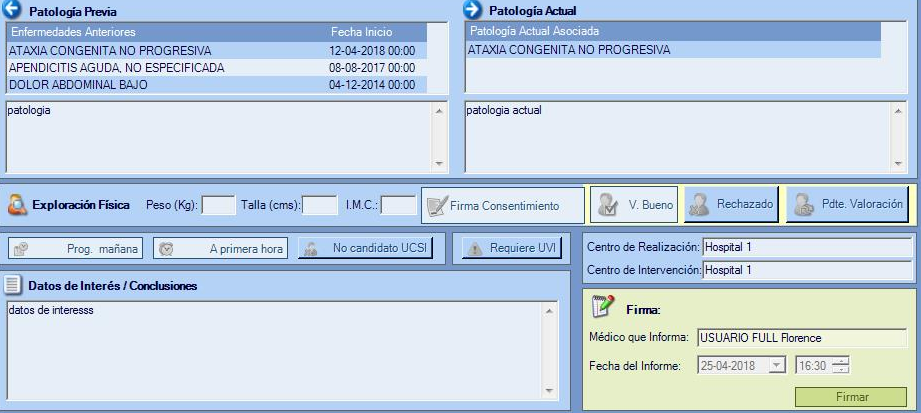 Patología Previa
Enfermedades Anteriores Fecha Inicio
ATAXIA CONGENITA NO PROGRESIVA 12-04-2018 00:00
APENDICITIS AGUDA, NO ESPECIFICADA 08-08-2017 00:00
DOLOR ABDOMINAL BAJO 04-12-2014 00:00
patologia
Patología Actual
Patología Actual Asociada
ATAXIA CONGENITA NO PROGRESIVA
patologia actual
Exploración Física Peso (Kg): Talla (cms): I.M.C.: Firma Consentimiento V. Bueno Rechazado Pdte. Valoración
Prog. mañana A primera hora No candidato UCSI Requiere UVI
Centro de Realización: Hospital 1
Centro de Intervención: Hospital 1
Datos de Interés / Conclusiones
datos de interesss
Firma:
Médico que Informa: USUARIO FULL Florence
Fecha del Informe: 25-04-2018 16:30
Firmar